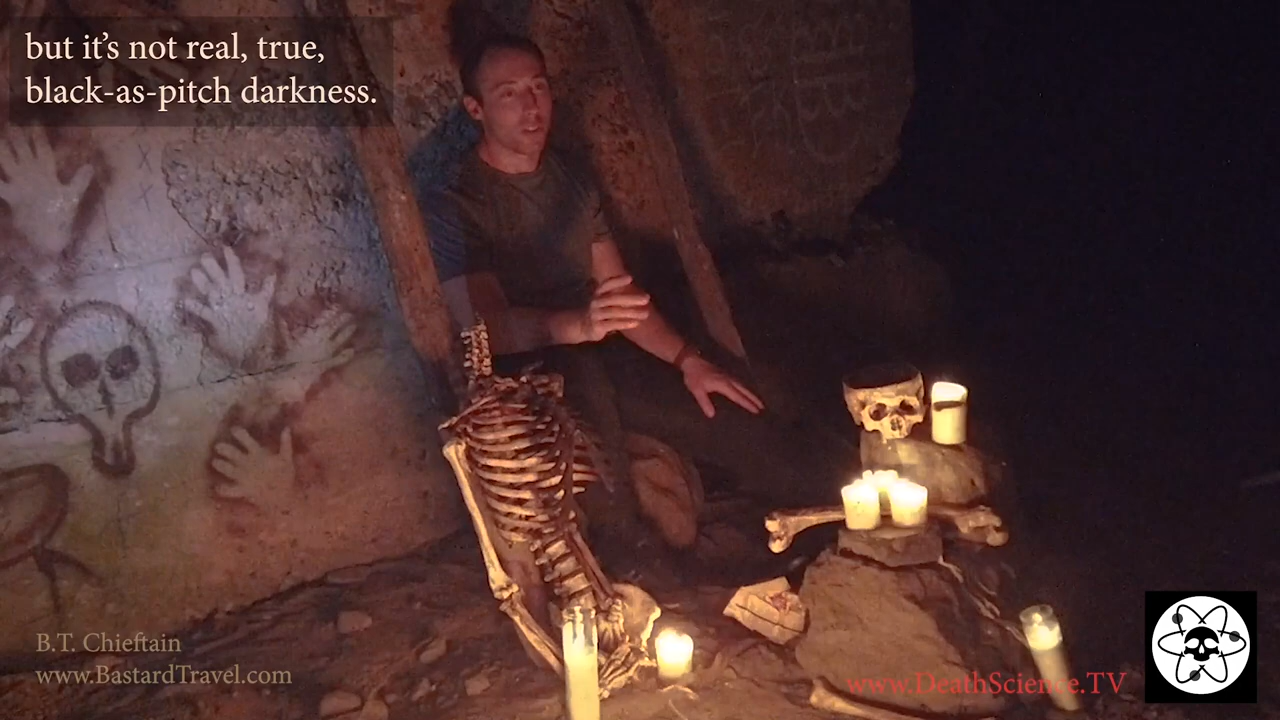 but it's not real, true,
black-as-pitch darkness.
B.T. Chieftain
www.BastardTravel.com
www.DeathScience.TV